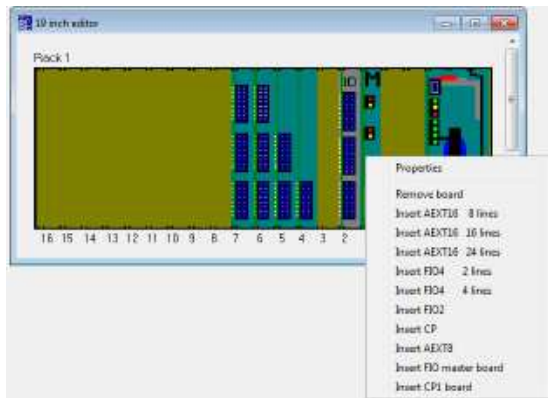 19 inch editor
Rack 1
IO M
16 15 14 13 12 11 10 9 8 7 6 5 4 3 2
Properties
Remove board
Insert AEXT16 8 lines
Insert AEXT16 16 lines
Insert AEXT16 24 lines
Insert FIO4 2 lines
Insert FIO4 4 lines
Insert FIO2
Insert CP
Insert AEXT8
Insert FIO master board
Insert CP1 board